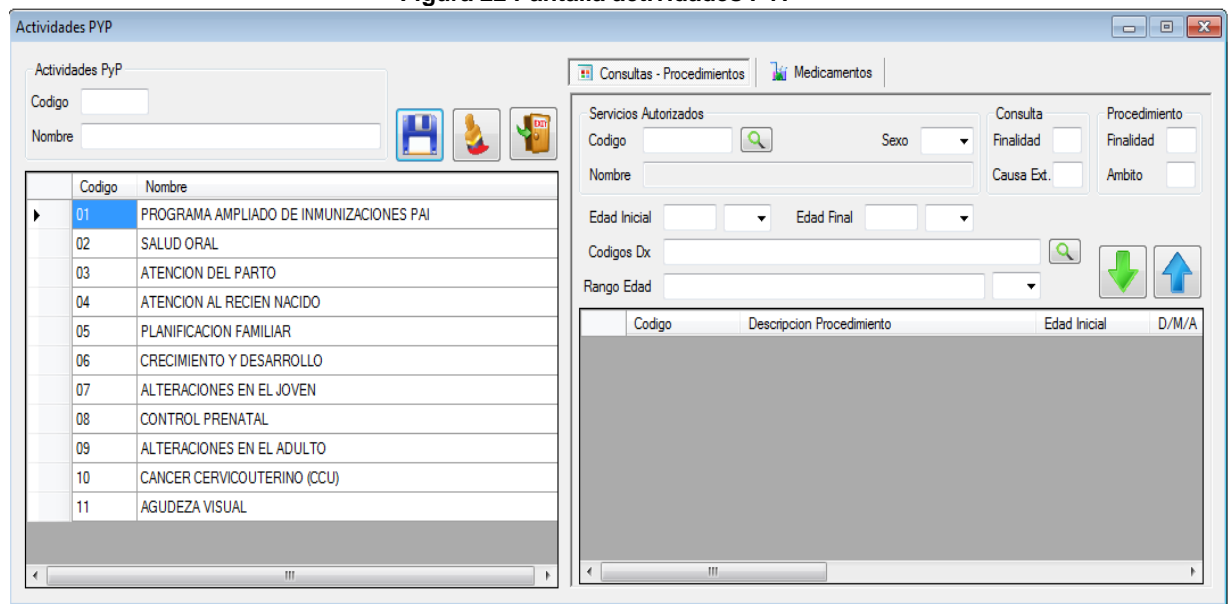 Actividades PYP
Actividades PyP
Codigo
Nombre
EXIT
Codigo Nombre
01 PROGRAMA AMPLIADO DE INMUNIZACIONES PAI
02 SALUD ORAL
03 ATENCION DEL PARTO
04 ATENCION AL RECIEN NACIDO
05 PLANIFICACION FAMILIAR
06 CRECIMIENTO Y DESARROLLO
07 ALTERACIONES EN EL JOVEN
08 CONTROL PRENATAL
09 ALTERACIONES EN EL ADULTO
10 CANCER CERVICOUTERINO (CCU)
11 AGUDEZA VISUAL
Consultas - Procedimientos Medicamentos
Servicios Autorizados Consulta Procedimiento
Codigo Sexo Finalidad Finalidad
Nombre Causa Ext. Ambito
Edad Inicial Edad Final
Codigos Dx
Rango Edad
Codigo Descripcion Procedimiento Edad Inicial D/M/A